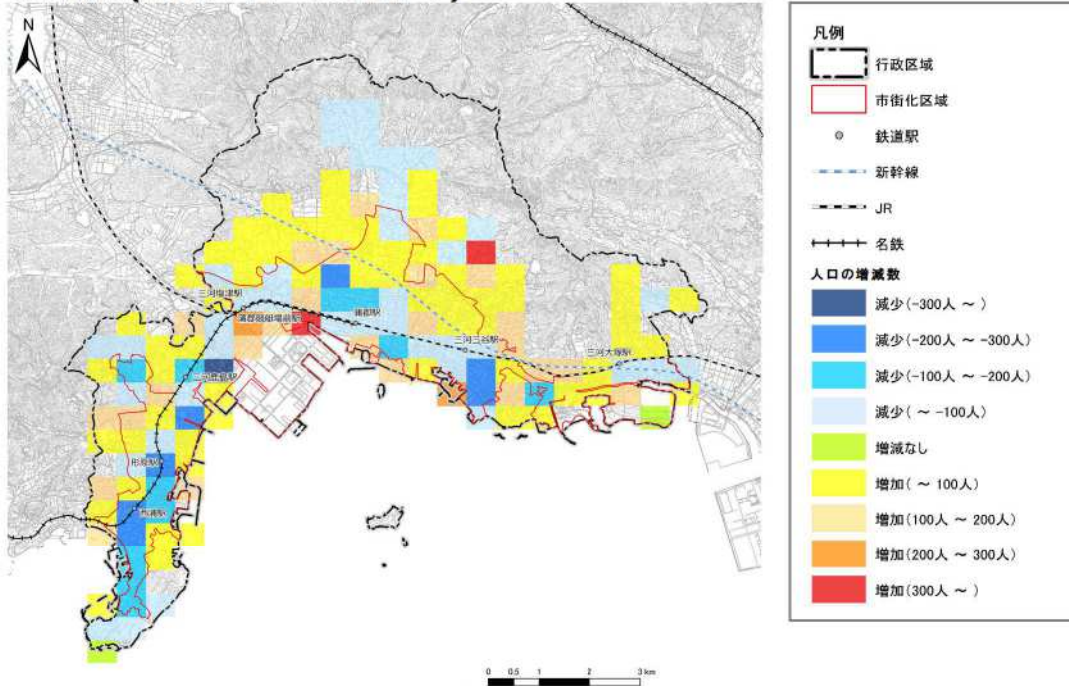 N
三河塩津駅
蒲郡競艇場前駅
蒲郡駅
三河三谷駅
三河大塚駅
三河鹿島駅
形原駅
西浦駅
0 0.5 1 2 3 km
凡例
行政区域
市街化区域
鉄道駅
新幹線
JR
名鉄
人口の増減数
減少(-300人 ～ )
減少(-200人 ～ -300人)
減少(-100人 ～ -200人)
減少( ～ -100人)
増減なし
増加( ～ 100人)
増加(100人 ～ 200人)
増加(200人 ～ 300人)
増加(300人 ～ )